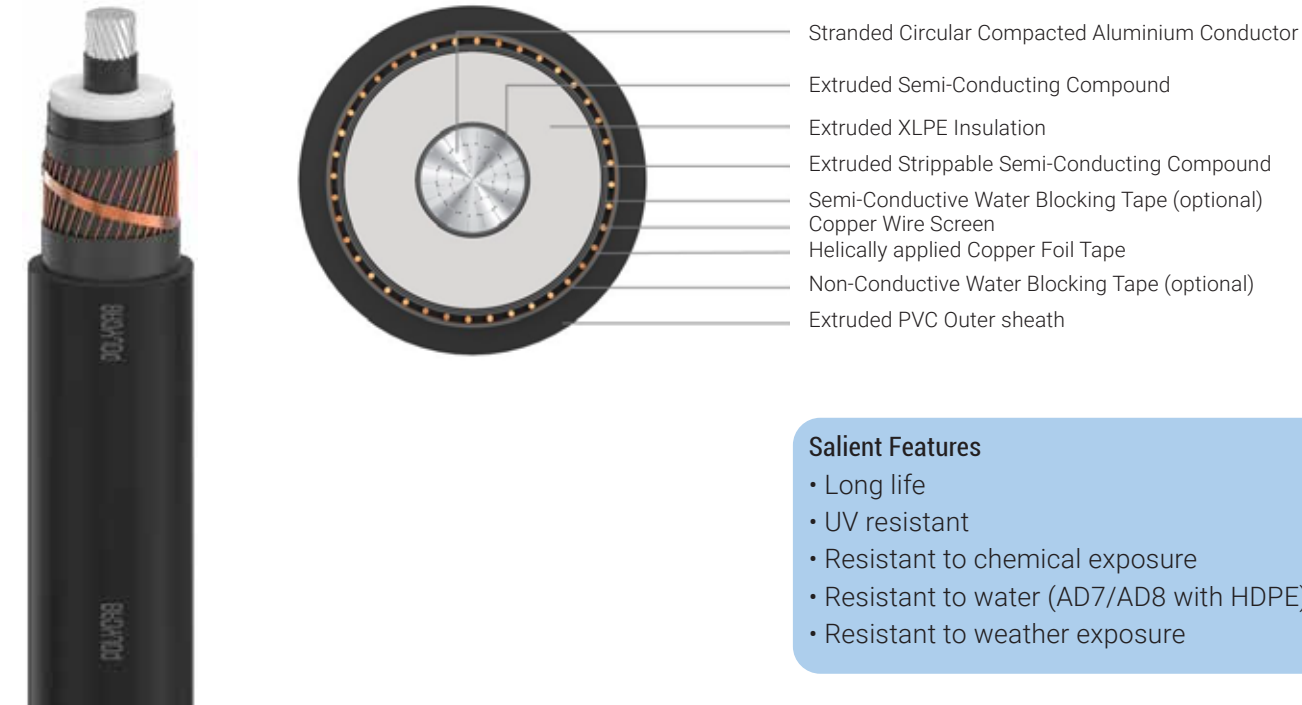 Stranded Circular Compacted Aluminium Conductor
Extruded Semi-Conducting Compound
Extruded XLPE Insulation
Extruded Strippable Semi-Conducting Compound
Semi-Conductive Water Blocking Tape (optional)
Copper Wire Screen
Helically applied Copper Foil Tape
Non-Conductive Water Blocking Tape (optional)
Extruded PVC Outer sheath
POLYCAB
POLYCAB
Salient Features
• Long life
• UV resistant
• Resistant to chemical exposure
• Resistant to water (AD7/AD8 with HDPE)
• Resistant to weather exposure